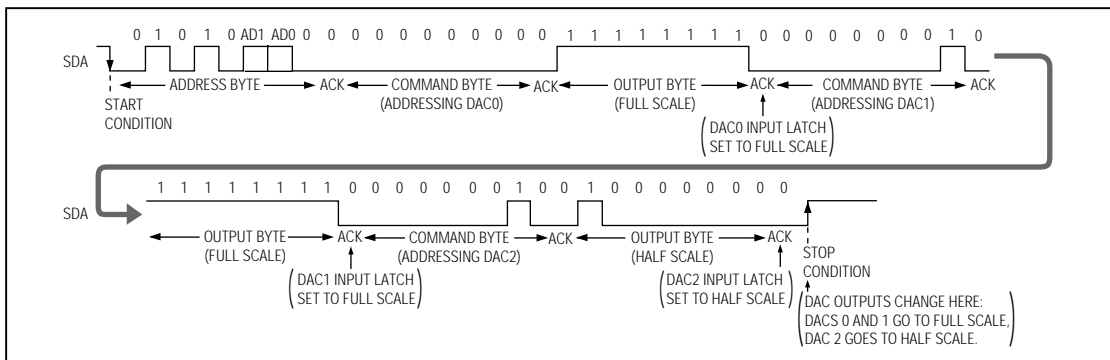 0 1 0 1 0 AD1 AD0 0 0 0 0 0 0 0 0 0 0 0 1 1 1 1 1 1 1 1 0 0 0 0 0 0 0 0 1 0
SDA
ADDRESS BYTE ACK COMMAND BYTE ACK OUTPUT BYTE ACK COMMAND BYTE ACK
(ADDRESSING DAC0) (FULL SCALE) (ADDRESSING DAC1)
START
CONDITION
(DAC0 INPUT LATCH
SET TO FULL SCALE)
1 1 1 1 1 1 1 1 0 0 0 0 0 0 0 1 0 0 1 0 0 0 0 0 0 0 0
SDA
OUTPUT BYTE ACK COMMAND BYTE ACK OUTPUT BYTE ACK
(FULL SCALE) (ADDRESSING DAC2) (HALF SCALE)
STOP
CONDITION
(DAC1 INPUT LATCH
SET TO FULL SCALE)
(DAC2 INPUT LATCH
SET TO HALF SCALE)
(DAC OUTPUTS CHANGE HERE:
DACS 0 AND 1 GO TO FULL SCALE,
DAC 2 GOES TO HALF SCALE.)